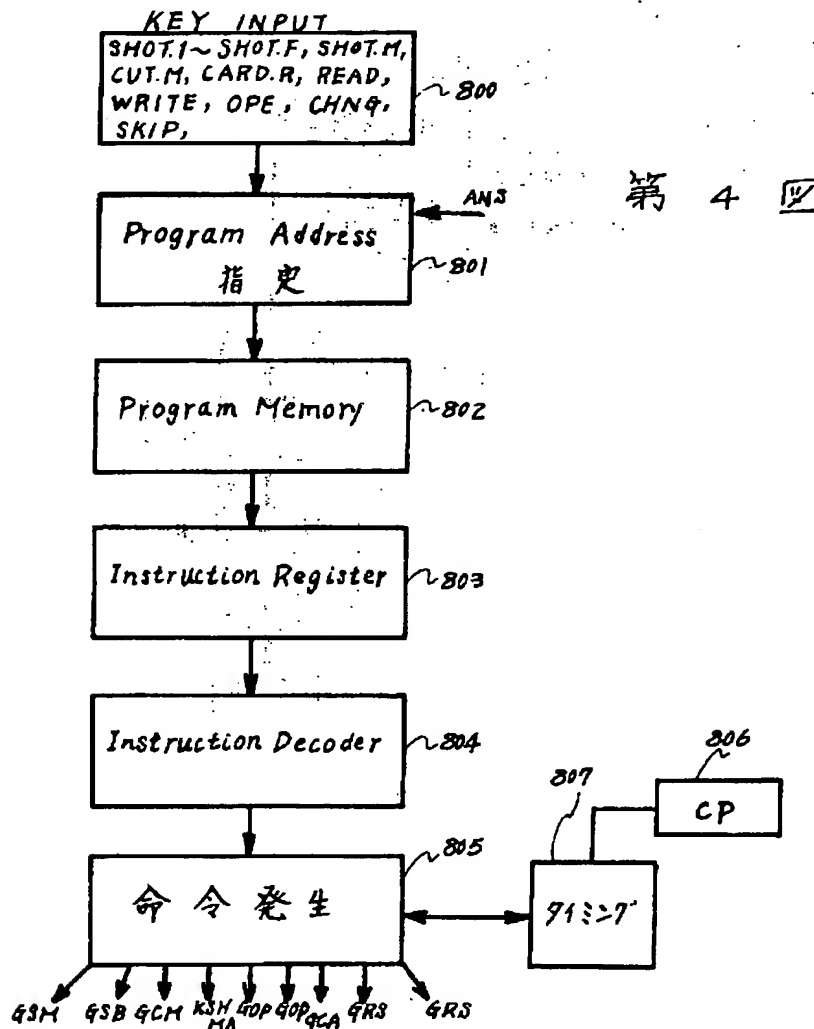 KEY INPUT
SHOT.1~SHOT.F, SHOT.M,
CUT.M, CARD.R, READ,
WRITE, OPE, CHNG,
SKIP,
800
ANS
第 4 図
Program Address
指定
801
Program Memory
802
Instruction Register
803
Instruction Decoder
804
806
CP
807
タイミング
805
命令発生
GSM GSB GCM KSH GOP GOP GCA GRS GRS
MA